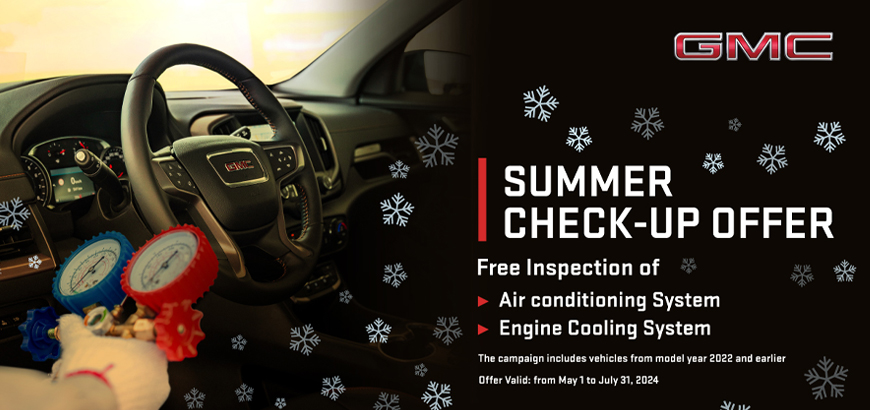 GMC
GMC
SUMMER
CHECK-UP OFFER
Free Inspection of
Air conditioning System
Engine Cooling System
The campaign includes vehicles from model year 2022 and earlier
Offer Valid: from May 1 to July 31, 2024